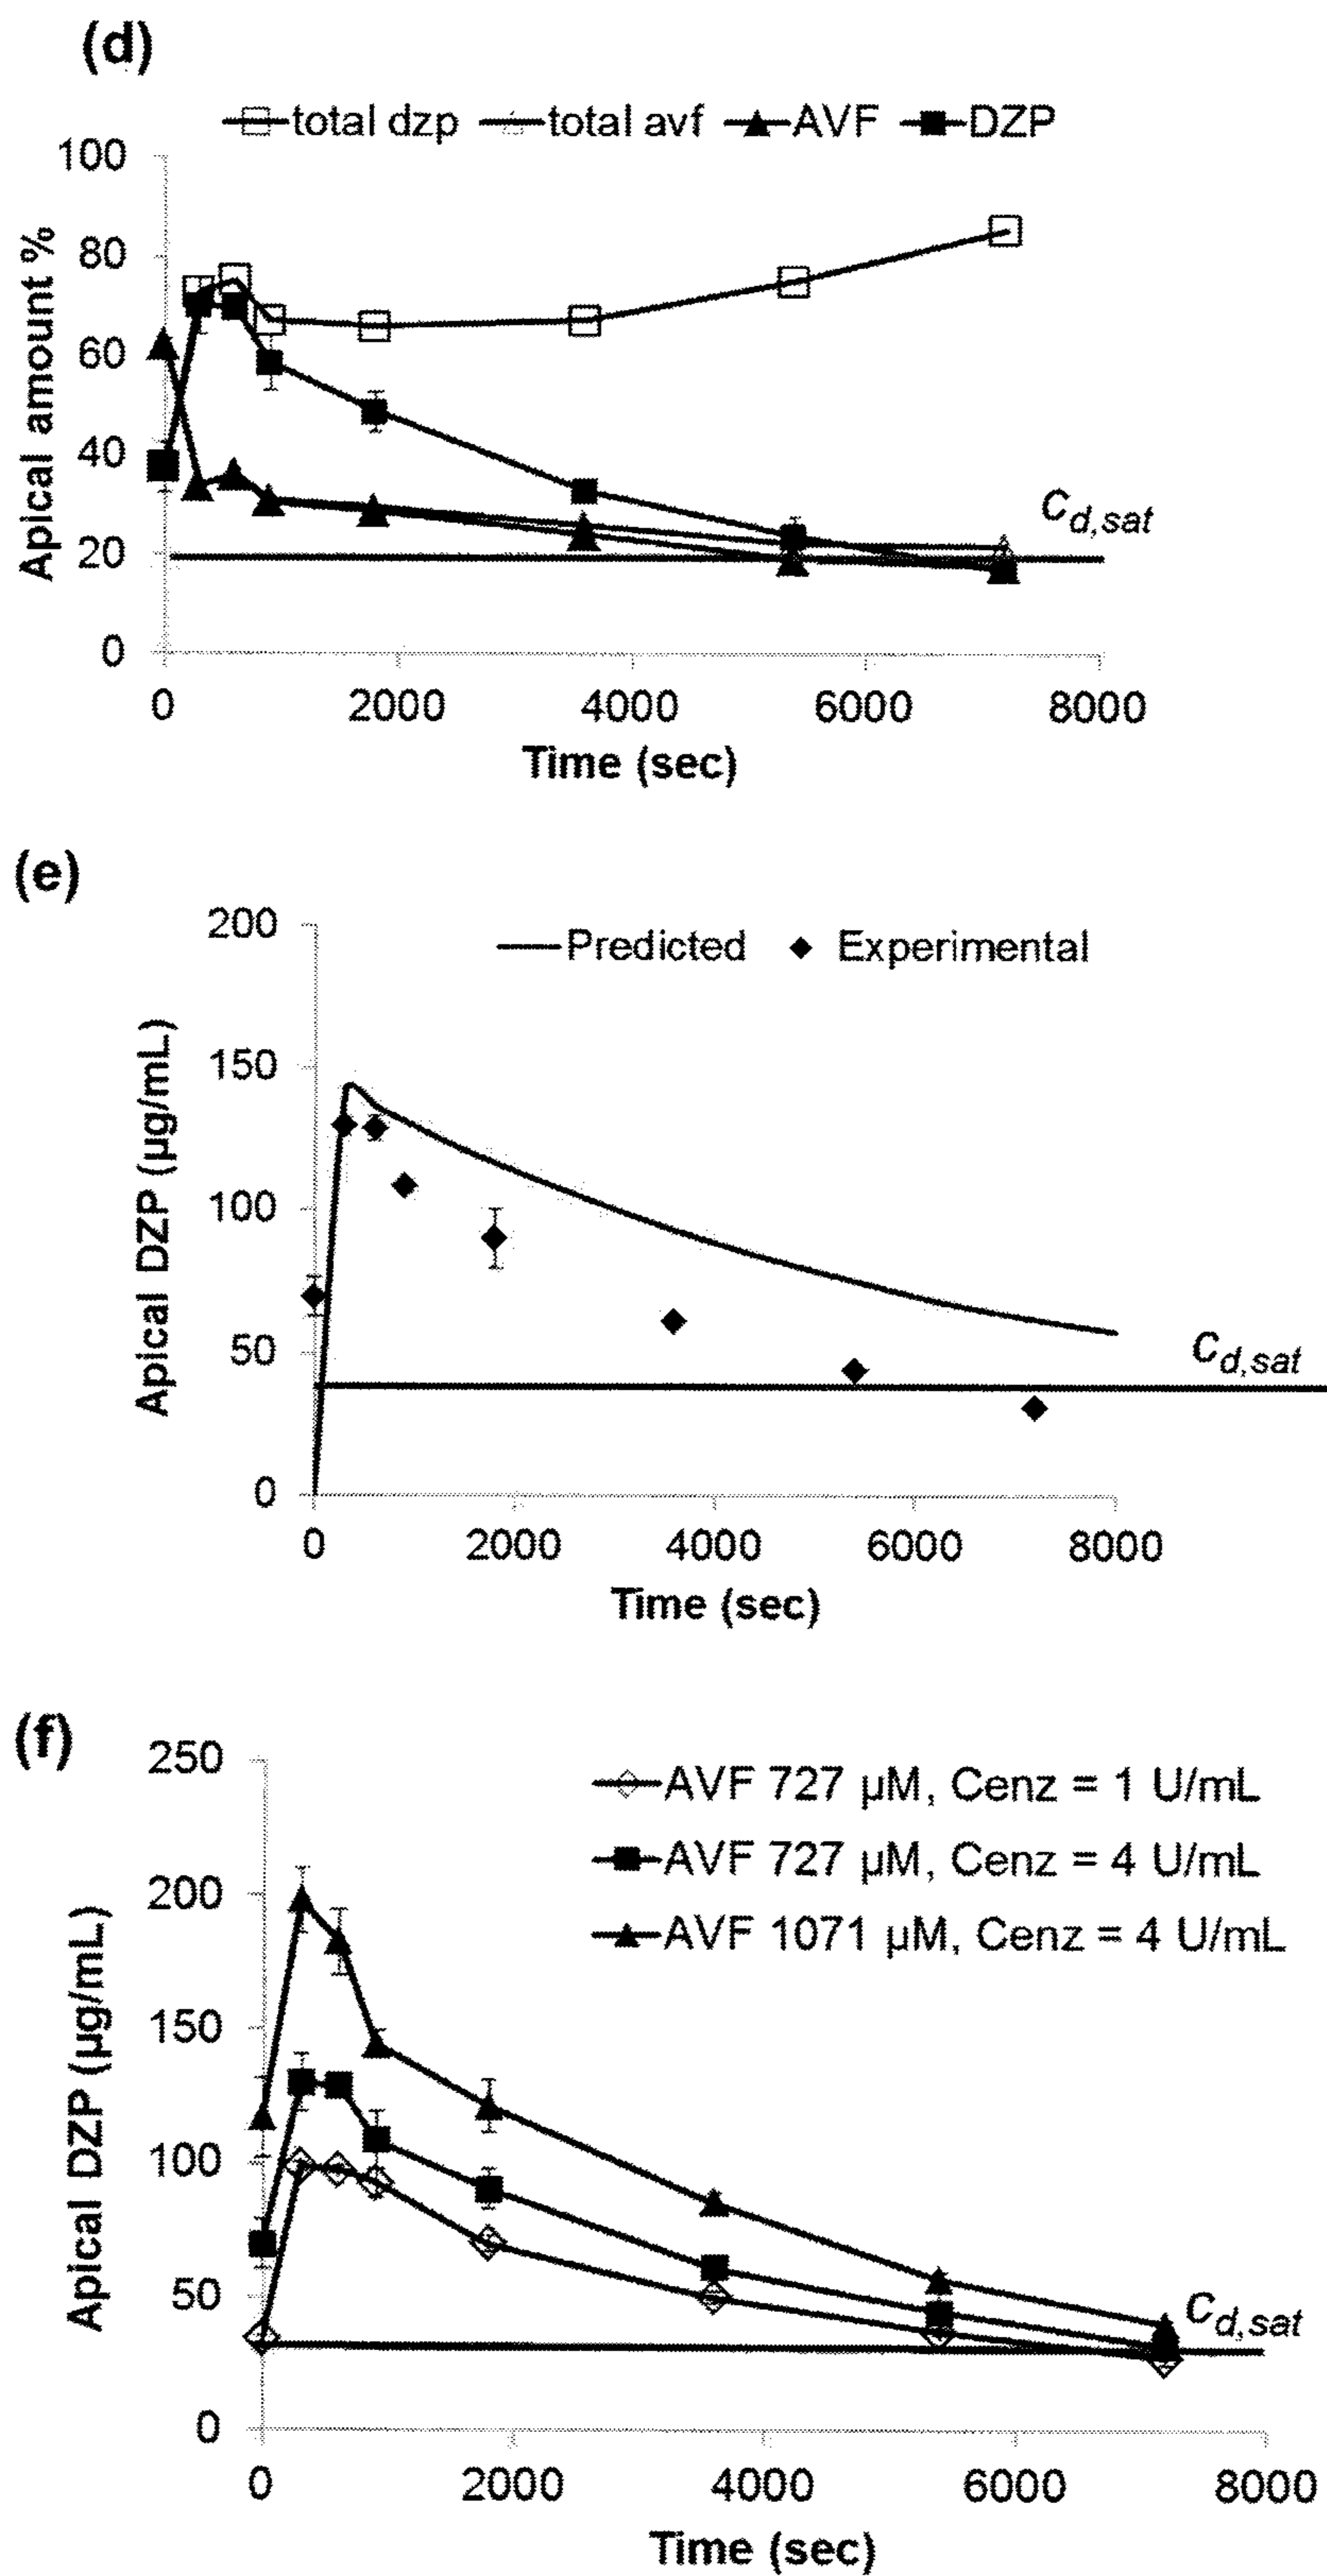 (d)
total dzp total avf AVF DZP
100
80
60
40
20
0
Apical amount %
Cd,sat
0 2000 4000 6000 8000
Time (sec)
(e)
200
150
100
50
0
Predicted Experimental
Apical DZP (µg/mL)
Cd,sat
0 2000 4000 6000 8000
Time (sec)
(f)
250
200
150
100
50
0
AVF 727 µM, Cenz = 1 U/mL
AVF 727 µM, Cenz = 4 U/mL
AVF 1071 µM, Cenz = 4 U/mL
Apical DZP (µg/mL)
Cd,sat
0 2000 4000 6000 8000
Time (sec)